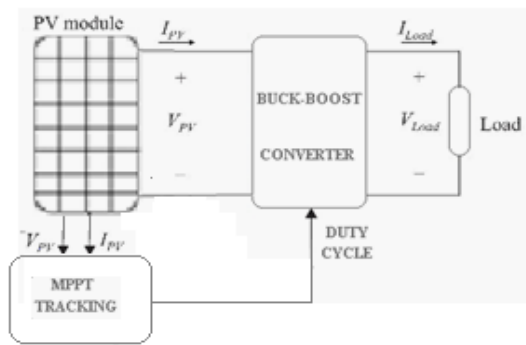 PV module
I_PV
I_Load
+
+
BUCK-BOOST
V_PV
V_Load
Load
CONVERTER
−
−
V_PV
I_PV
DUTY
CYCLE
MPPT
TRACKING